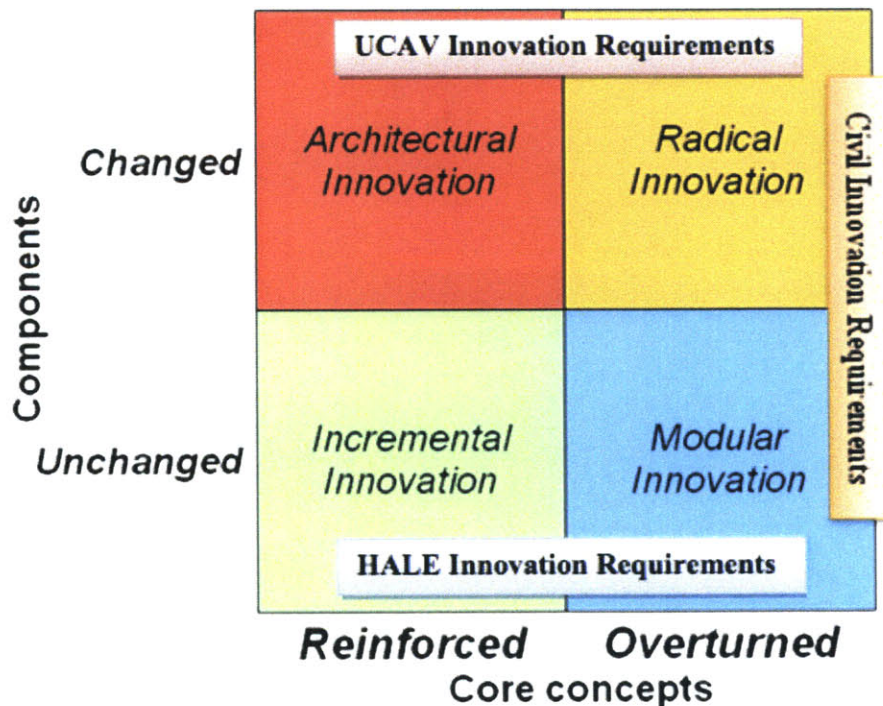 UCAV Innovation Requirements
Architectural
Innovation
Radical
Innovation
Civil Innovation Requirements
Changed
Components
Unchanged
Incremental
Innovation
Modular
Innovation
HALE Innovation Requirements
Reinforced
Overturned
Core concepts